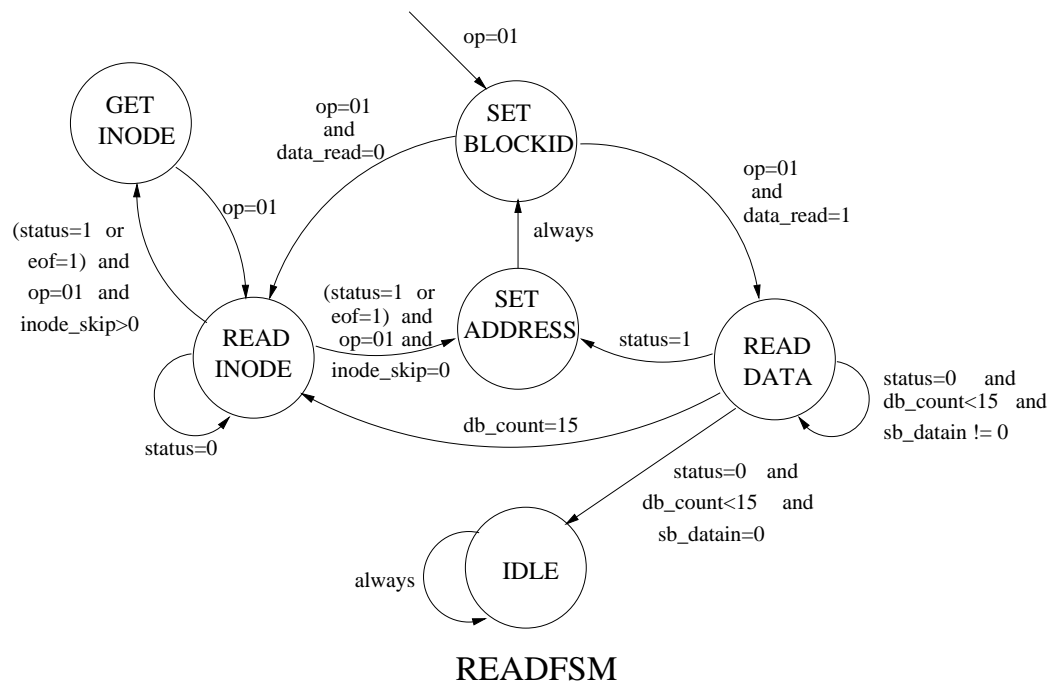 op=01
GET
INODE
op=01
and
data_read=0
SET
BLOCKID
op=01
and
data_read=1
op=01
(status=1 or
eof=1) and
op=01 and
inode_skip>0
always
(status=1 or
eof=1) and
op=01 and
inode_skip=0
SET
ADDRESS
READ
INODE
status=1
READ
DATA
status=0 and
db_count<15 and
sb_datain != 0
status=0
db_count=15
status=0 and
db_count<15 and
sb_datain=0
always
IDLE
READFSM